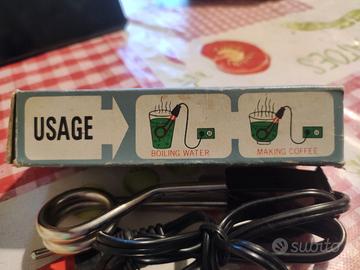 USAGE
BOILING WATER
MAKING COFFEE
subito